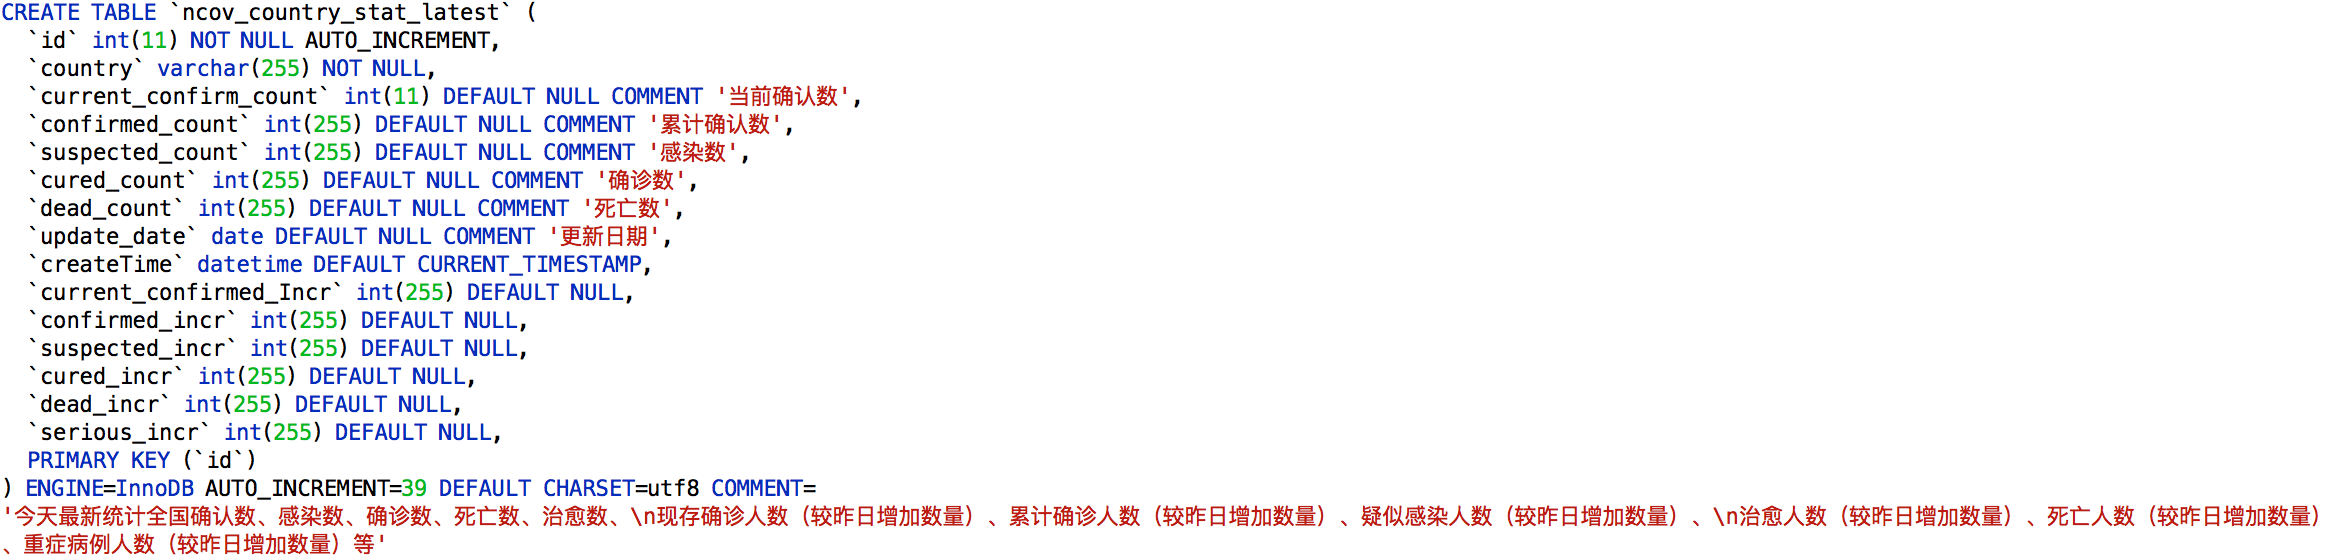 CREATE TABLE `ncov_country_stat_latest` (
  `id` int(11) NOT NULL AUTO_INCREMENT,
  `country` varchar(255) NOT NULL,
  `current_confirm_count` int(11) DEFAULT NULL COMMENT '当前确认数',
  `confirmed_count` int(255) DEFAULT NULL COMMENT '累计确认数',
  `suspected_count` int(255) DEFAULT NULL COMMENT '感染数',
  `cured_count` int(255) DEFAULT NULL COMMENT '确诊数',
  `dead_count` int(255) DEFAULT NULL COMMENT '死亡数',
  `update_date` date DEFAULT NULL COMMENT '更新日期',
  `createTime` datetime DEFAULT CURRENT_TIMESTAMP,
  `current_confirmed_Incr` int(255) DEFAULT NULL,
  `confirmed_incr` int(255) DEFAULT NULL,
  `suspected_incr` int(255) DEFAULT NULL,
  `cured_incr` int(255) DEFAULT NULL,
  `dead_incr` int(255) DEFAULT NULL,
  `serious_incr` int(255) DEFAULT NULL,
  PRIMARY KEY (`id`)
) ENGINE=InnoDB AUTO_INCREMENT=39 DEFAULT CHARSET=utf8 COMMENT=
'今天最新统计全国确认数、感染数、确诊数、死亡数、治愈数、\n现存确诊人数（较昨日增加数量）、累计确诊人数（较昨日增加数量）、疑似感染人数（较昨日增加数量）、\n治愈人数（较昨日增加数量）、死亡人数（较昨日增加数量）
、重症病例人数（较昨日增加数量）等'